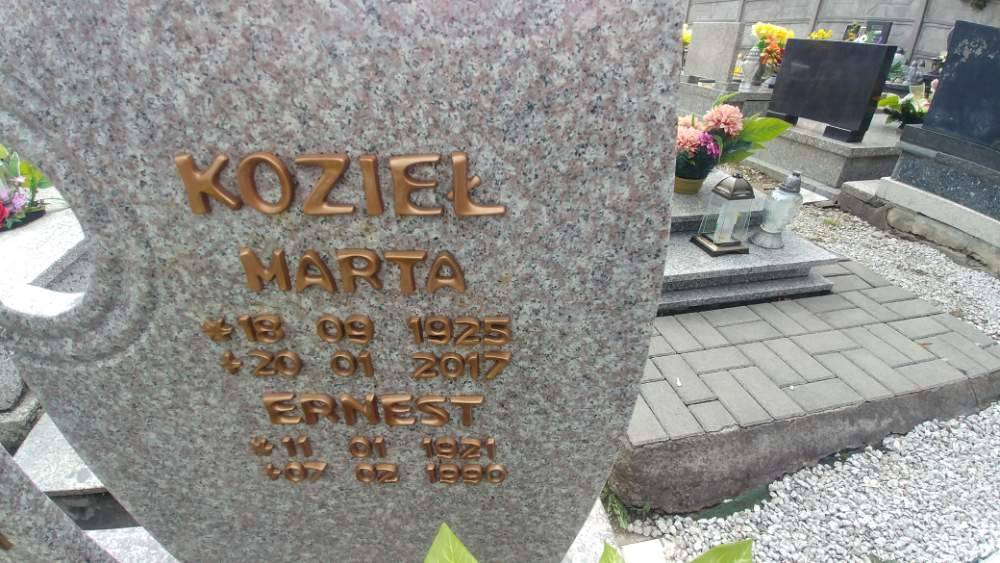 KOZIEŁ
MARTA
* 18 09 1925
+ 20 01 2017
ERNEST
* 11 01 1921
+ 07 02 1990